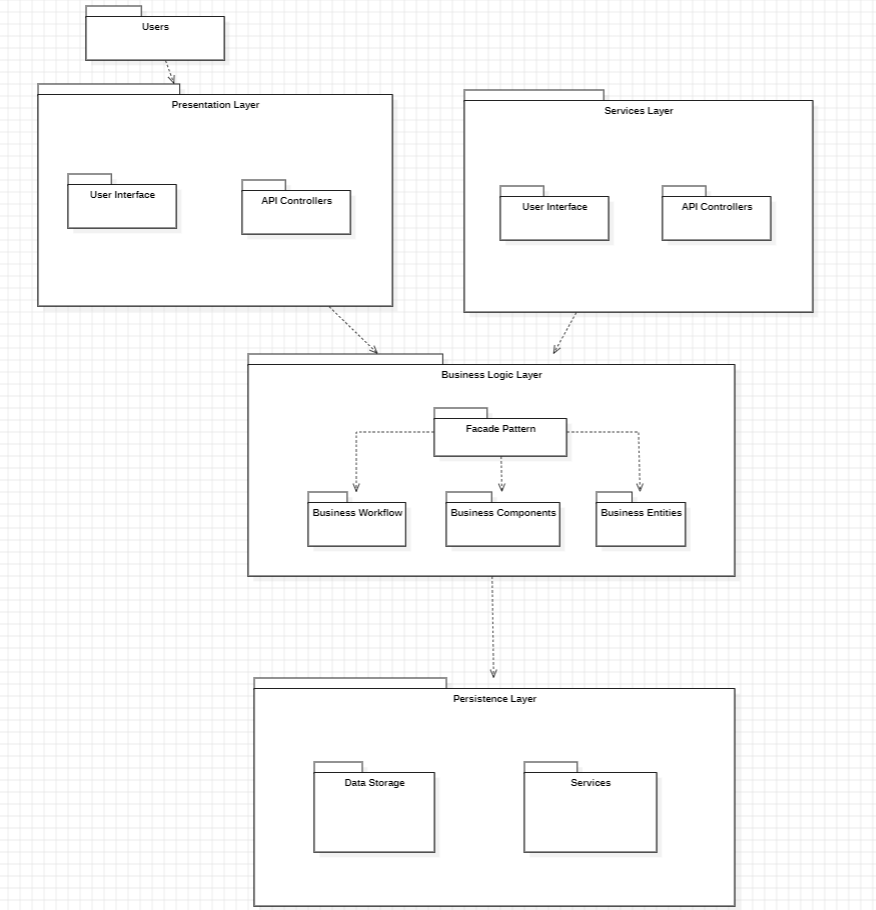 Users
Presentation Layer
User Interface
API Controllers
Services Layer
User Interface
API Controllers
Business Logic Layer
Facade Pattern
Business Workflow
Business Components
Business Entities
Persistence Layer
Data Storage
Services